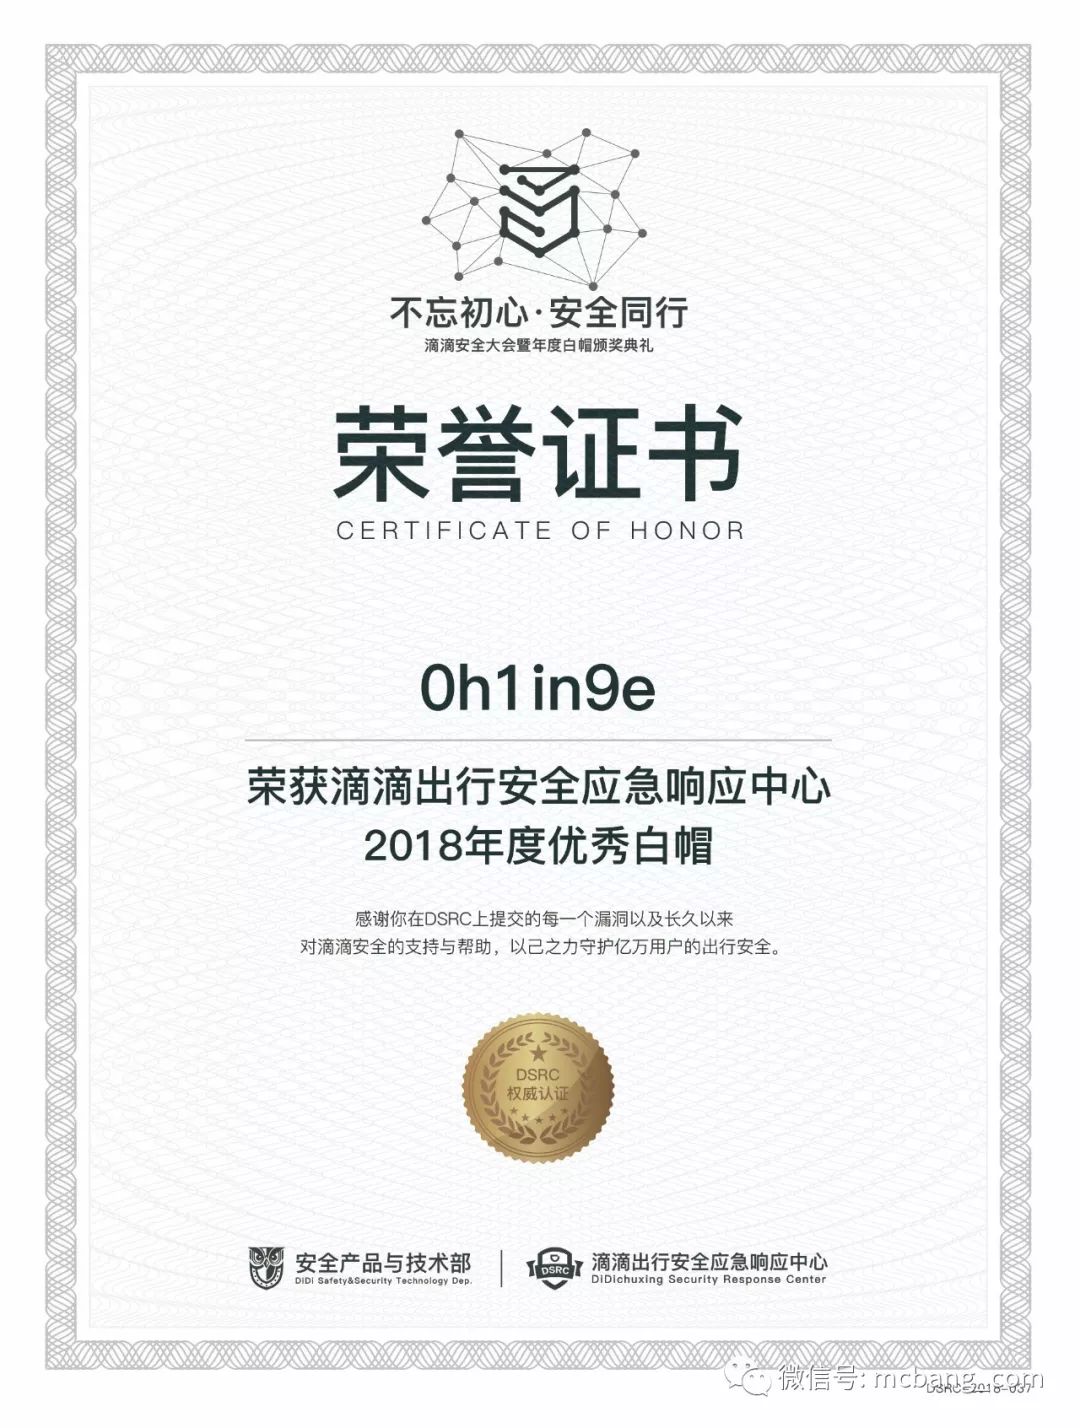 不忘初心·安全同行
滴滴安全大会暨年度白帽颁奖典礼
荣誉证书
CERTIFICATE OF HONOR
0h1in9e
荣获滴滴出行安全应急响应中心
2018年度优秀白帽
感谢你在DSRC上提交的每一个漏洞以及长久以来
对滴滴安全的支持与帮助，以己之力守护亿万用户的出行安全。
DSRC
权威认证
安全产品与技术部
DiDi Safety&Security Technology Dep.
DSRC
滴滴出行安全应急响应中心
DiDichuxing Security Response Center
微信号: mcbang_com
DSRC-2018-037